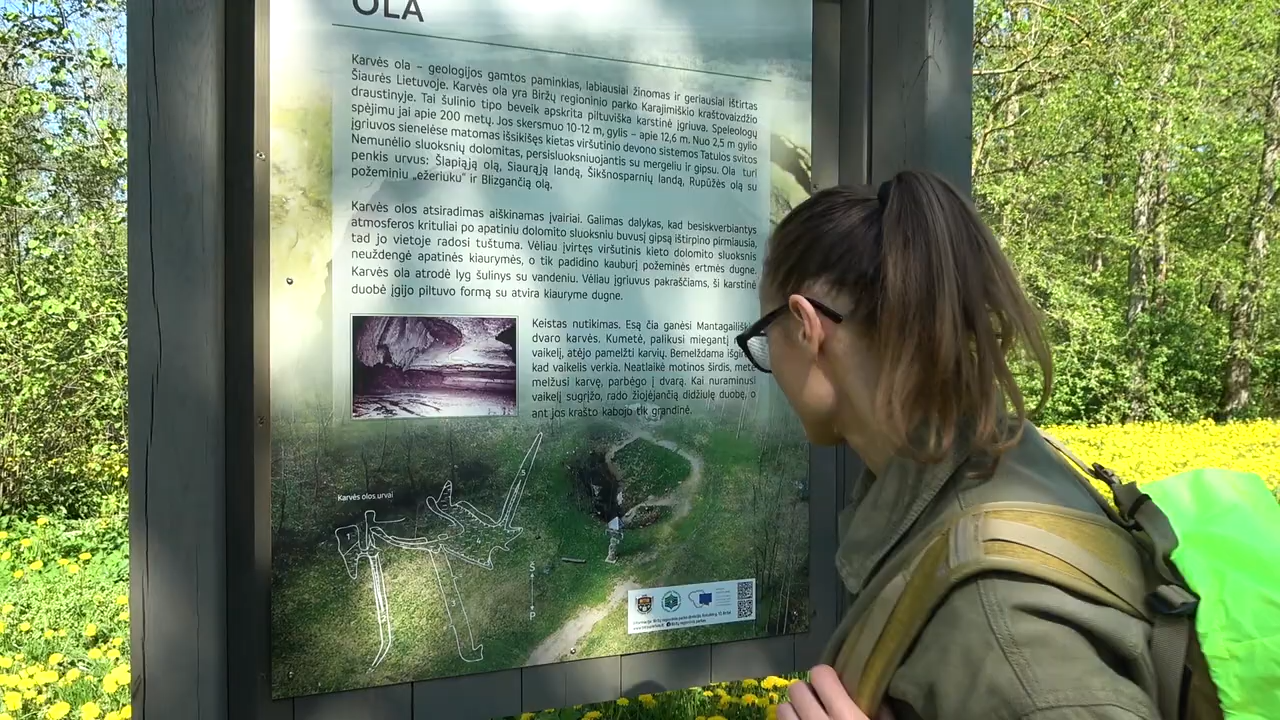 OLA
Karvės ola – geologijos gamtos paminklas, labiausiai žinomas ir geriausiai ištirtas
Šiaurės Lietuvoje. Karvės ola yra Biržų regioninio parko Karajimiškio kraštovaizdžio
draustinyje. Tai šulinio tipo beveik apskrita piltuviška karstinė įgriuva. Speleologų
spėjimu jai apie 200 metų. Jos skersmuo 10-12 m, gylis – apie 12,6 m. Nuo 2,5 m gylio
įgriuvos sienelėse matomas išsikišęs kietas viršutinio devono sistemos Tatulos svitos
Nemunėlio sluoksnių dolomitas, persisluoksniuojantis su mergeliu ir gipsu. Ola turi
penkis urvus: Šlapiąją olą, Siaurąją landą, Šikšnosparnių landą, Rupūžės olą su
požeminiu „ežeriuku“ ir Blizgančią olą.
Karvės olos atsiradimas aiškinamas įvairiai. Galimas dalykas, kad besiskverbiantys
atmosferos krituliai po apatiniu dolomito sluoksniu buvusį gipsą ištirpino pirmiausia,
tad jo vietoje radosi tuštuma. Vėliau įvirtęs viršutinis kieto dolomito sluoksnis
neuždengė apatinės kiaurymės, o tik padidino kauburį požeminės ertmės dugne.
Karvės ola atrodė lyg šulinys su vandeniu. Vėliau įgriuvus pakraščiams, ši karstinė
duobė įgijo piltuvo formą su atvira kiauryme dugne.
Keistas nutikimas. Esą čia ganėsi Mantagailiški
dvaro karvės. Kumetė, palikusi miegantį
vaikelį, atėjo pamelžti karvių. Bemelždama išgir
kad vaikelis verkia. Neatlaikė motinos širdis, metė
melžusi karvę, parbėgo į dvarą. Kai nuraminusi
vaikelį sugrįžo, rado žiojėjančią didžiulę duobę, o
ant jos krašto kabojo tik grandinė.
Karvės olos urvai